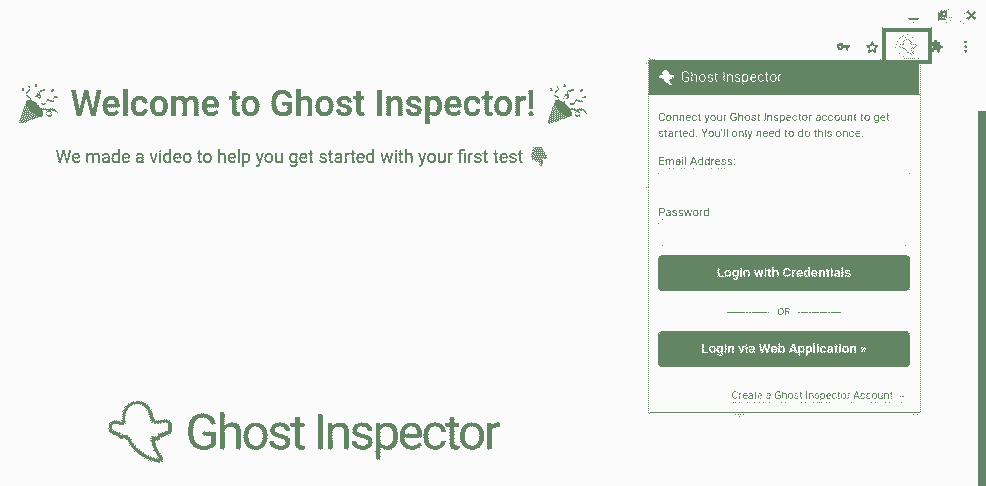 Welcome to Ghost Inspector!
We made a video to help you get started with your first test
Ghost Inspector
Ghost Inspector
Connect your Ghost Inspector account to get
started. You'll only need to do this once.
Email Address:
Password
Login with Credentials
OR
Login via Web Application »
Create a Ghost Inspector Account →